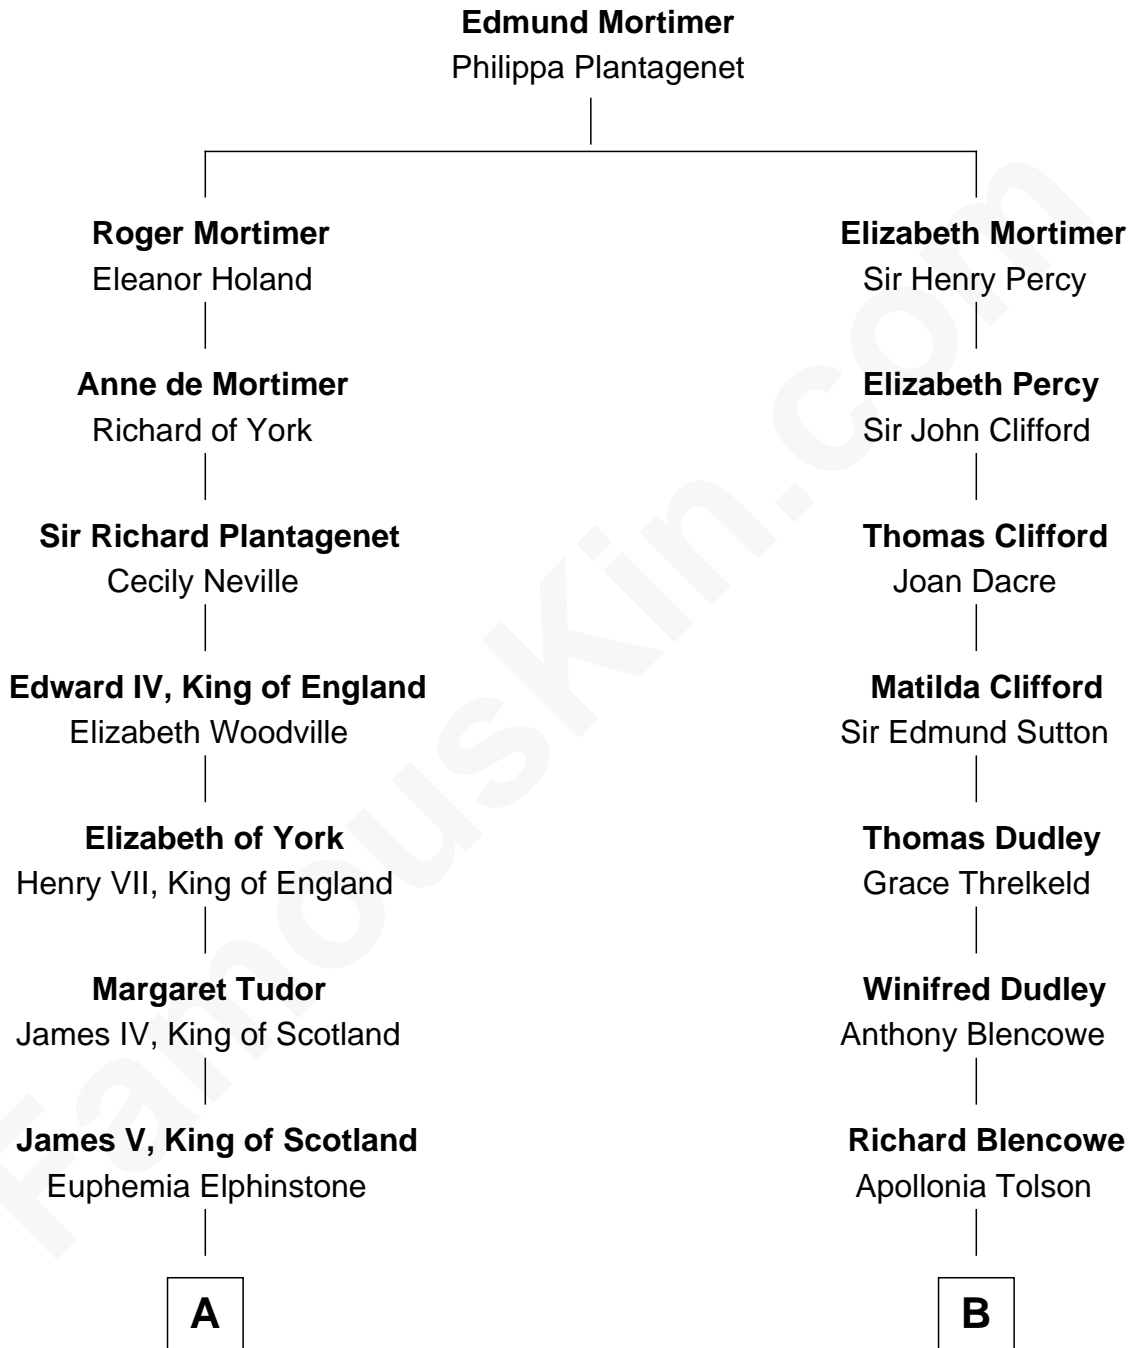 Edmund Mortimer
Philippa Plantagenet
Roger Mortimer
Eleanor Holand
Anne de Mortimer
Richard of York
Sir Richard Plantagenet
Cecily Neville
Edward IV, King of England
Elizabeth Woodville
Elizabeth of York
Henry VII, King of England
Margaret Tudor
James IV, King of Scotland
James V, King of Scotland
Euphemia Elphinstone
A
Elizabeth Mortimer
Sir Henry Percy
Elizabeth Percy
Sir John Clifford
Thomas Clifford
Joan Dacre
Matilda Clifford
Sir Edmund Sutton
Thomas Dudley
Grace Threlkeld
Winifred Dudley
Anthony Blencowe
Richard Blencowe
Apollonia Tolson
B
FamousKin.com